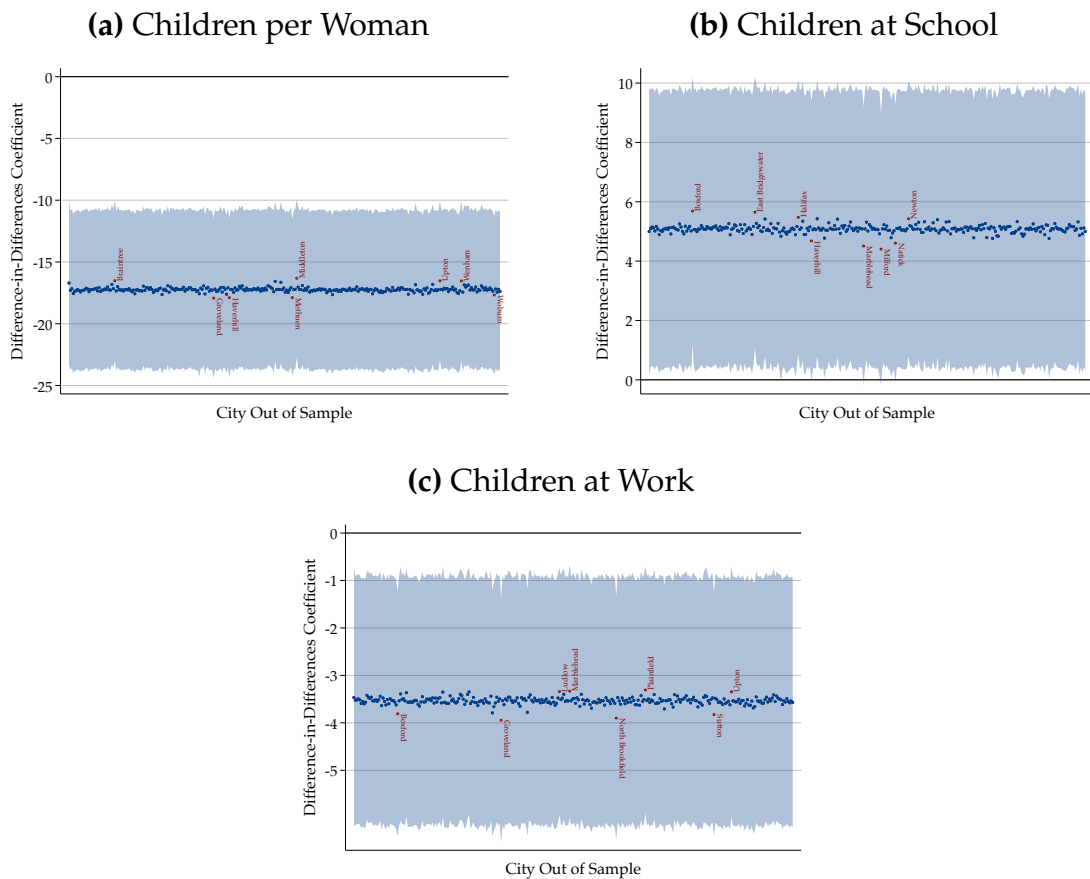 (a) Children per Woman
Difference-in-Differences Coefficient
0
-5
-10
-15
-20
-25
Braintree
Groveland
Haverhill
Methuen
Middleton
Upton
Wenham
Woburn
City Out of Sample
(b) Children at School
Difference-in-Differences Coefficient
10
8
6
4
2
0
Boxford
East Bridgewater
Halifax
Haverhill
Marblehead
Milford
Natick
Newton
City Out of Sample
(c) Children at Work
Difference-in-Differences Coefficient
0
-1
-2
-3
-4
-5
Boxford
Groveland
Ludlow
Marblehead
North Brookfield
Plainfield
Sutton
Upton
City Out of Sample